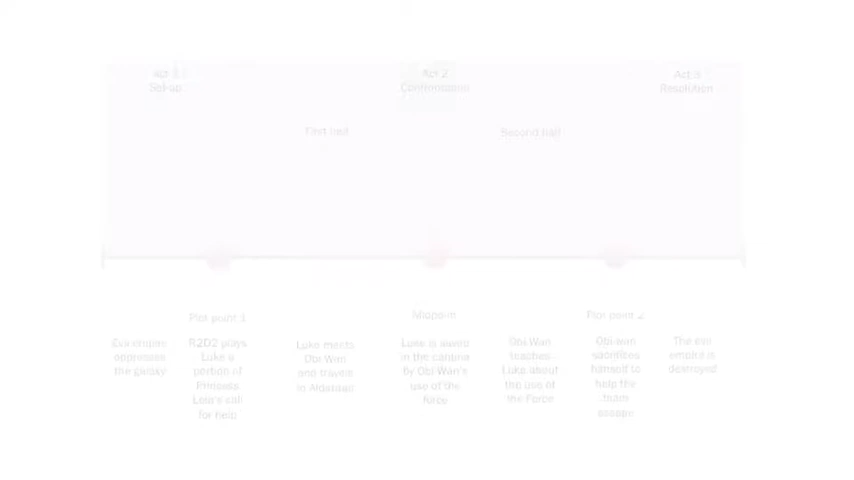 Act 1
Set-up
Act 2
Confrontation
Act 3
Resolution
First half
Second half
Plot point 1
Midpoint
Plot point 2
Evil empire
oppresses
the galaxy
R2D2 plays
Luke a
portion of
Princess
Leia's call
for help
Luke meets
Obi-Wan
and travels
Luke is
in the cantina
by Obi-Wan's
use of the
force
Obi-Wan
teaches
Luke about
the use of
the Force
Obi-wan
sacrifices
himself to
help the
team
escape
The evil
empire is
destroyed